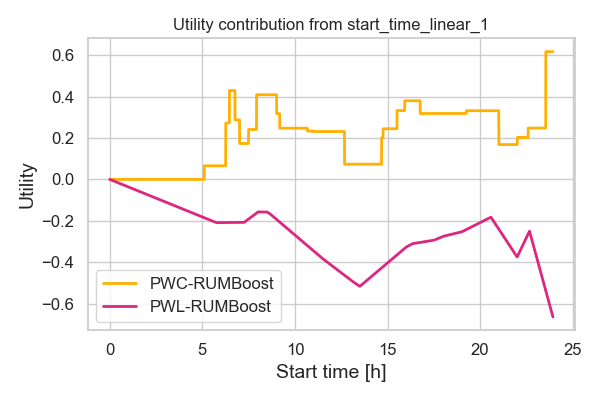 Utility contribution from start_time_linear_1
0.6
0.4
0.2
0.0
−0.2
−0.4
−0.6
Utility
PWC-RUMBoost
PWL-RUMBoost
0 5 10 15 20 25
Start time [h]